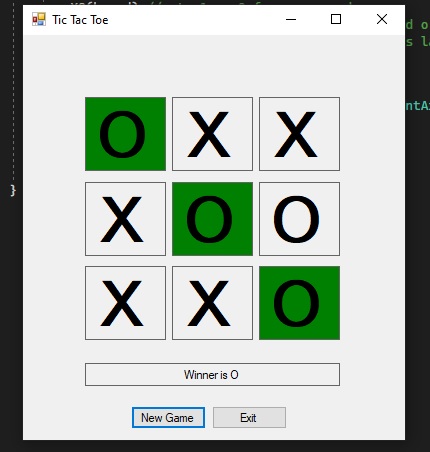 Tic Tac Toe
O X X
X O O
X X O
Winner is O
New Game Exit
}